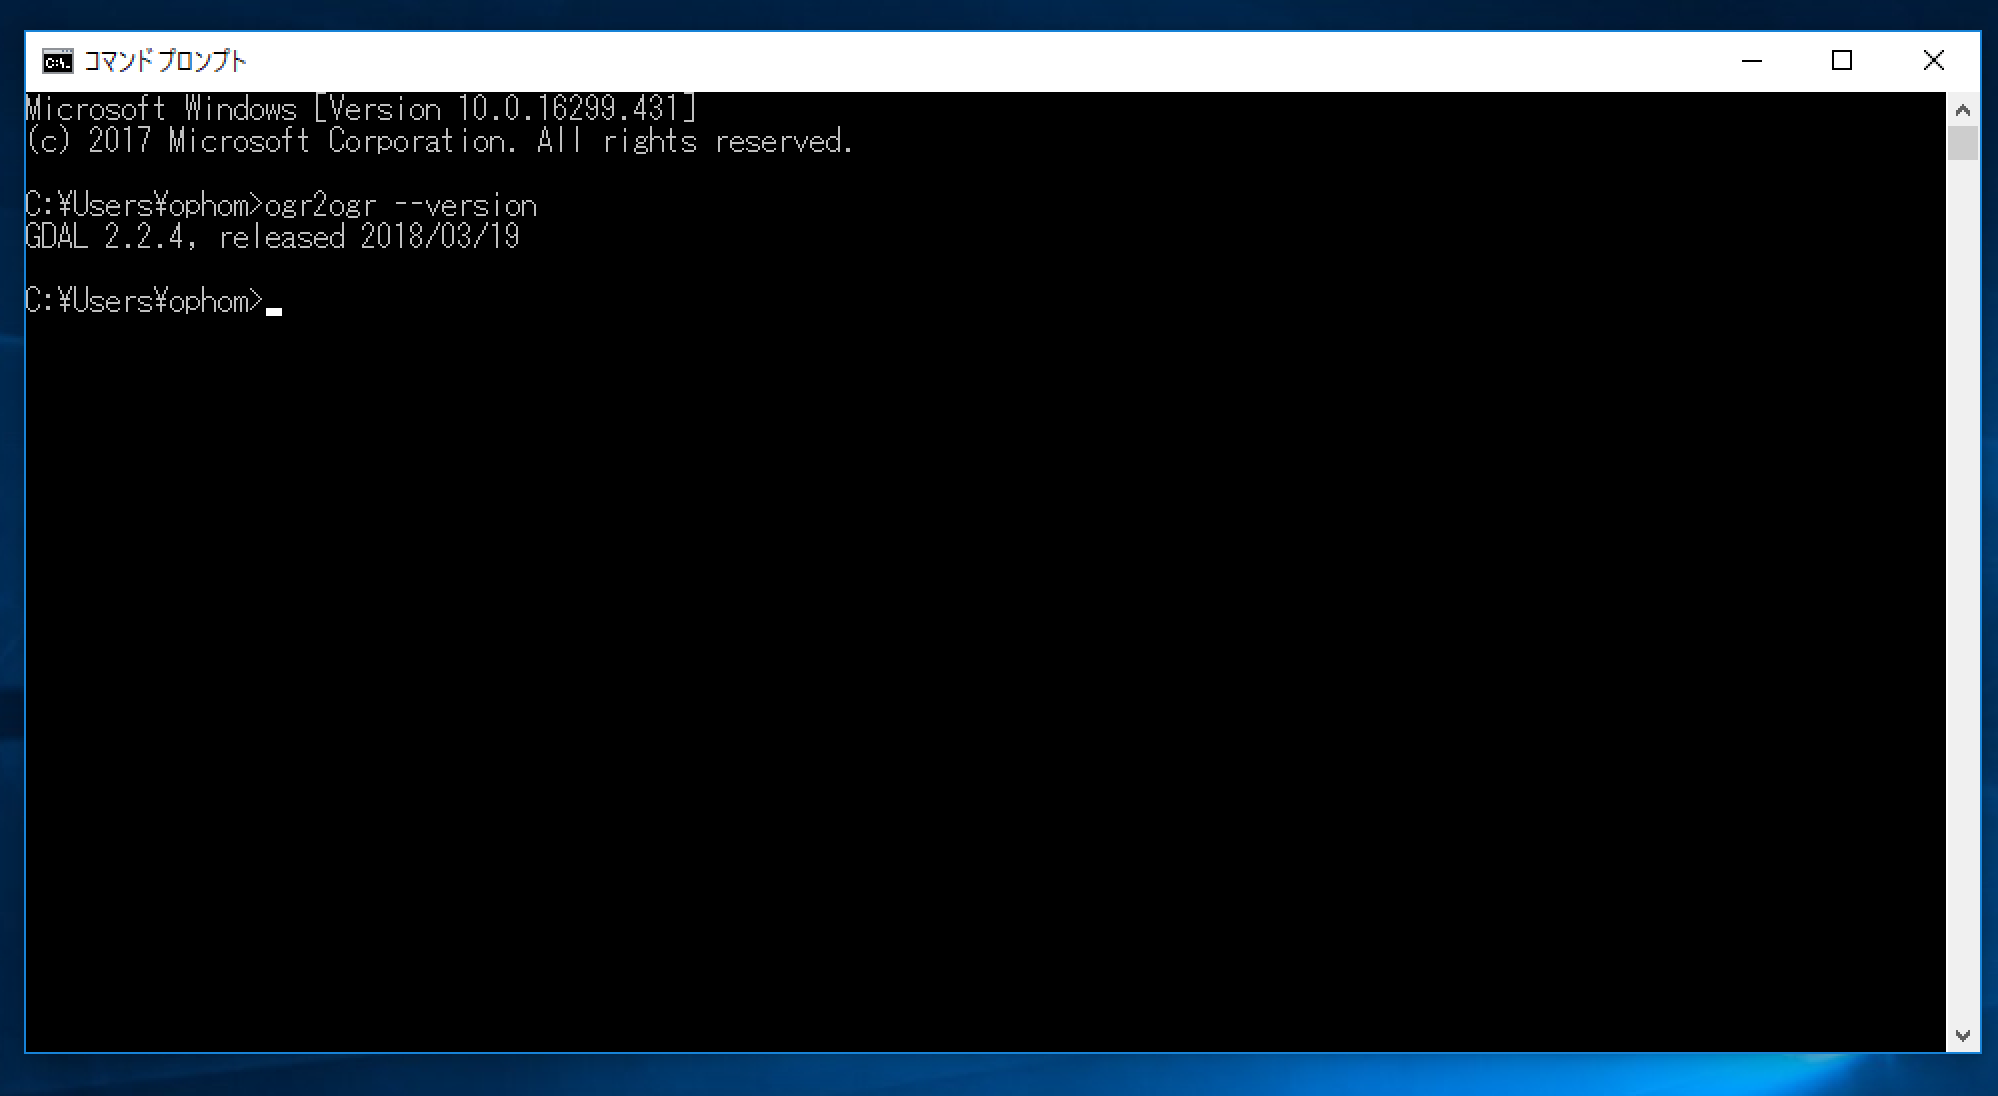 コマンド プロンプト
Microsoft Windows [Version 10.0.16299.431]
(c) 2017 Microsoft Corporation. All rights reserved.
C:¥Users¥ophom>ogr2ogr --version
GDAL 2.2.4, released 2018/03/19
C:¥Users¥ophom>